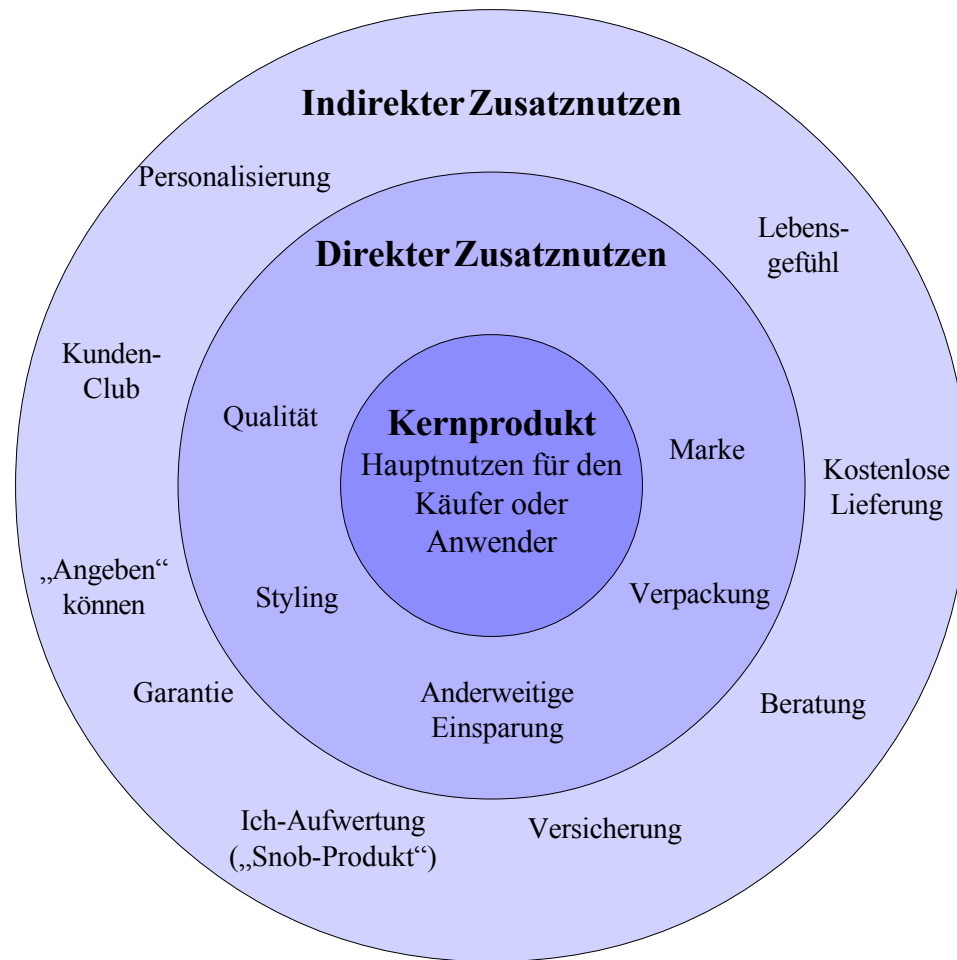 Indirekter Zusatznutzen
Personalisierung
Lebens-
gefühl
Direkter Zusatznutzen
Kunden-
Club
Qualität
Kernprodukt
Hauptnutzen für den
Käufer oder
Anwender
Marke
Kostenlose
Lieferung
„Angeben“
können
Styling
Verpackung
Garantie
Anderweitige
Einsparung
Beratung
Ich-Aufwertung
(„Snob-Produkt“)
Versicherung